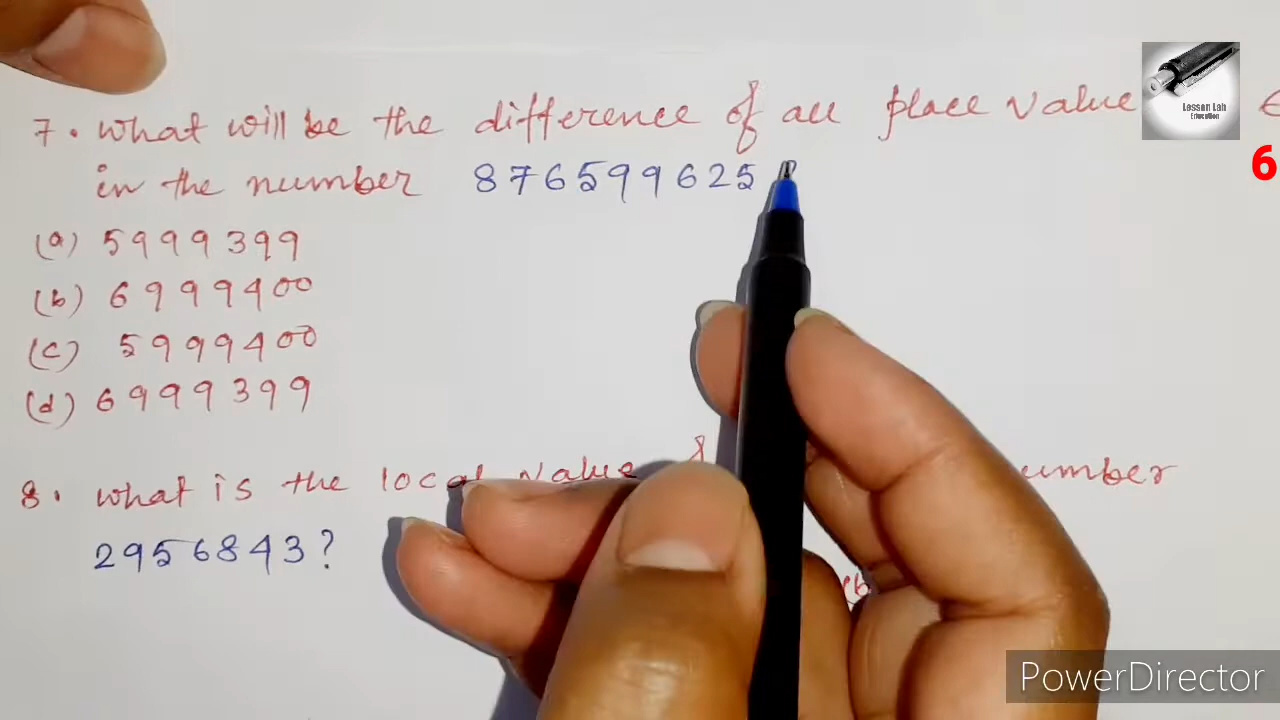 7. What will be the difference of all place value
in the number 876599625
(a) 5999399
(b) 6999400
(c) 5999400
(d) 6999399
8. what is the local value
2956843?
Lesson Lab
Education
6
PowerDirector